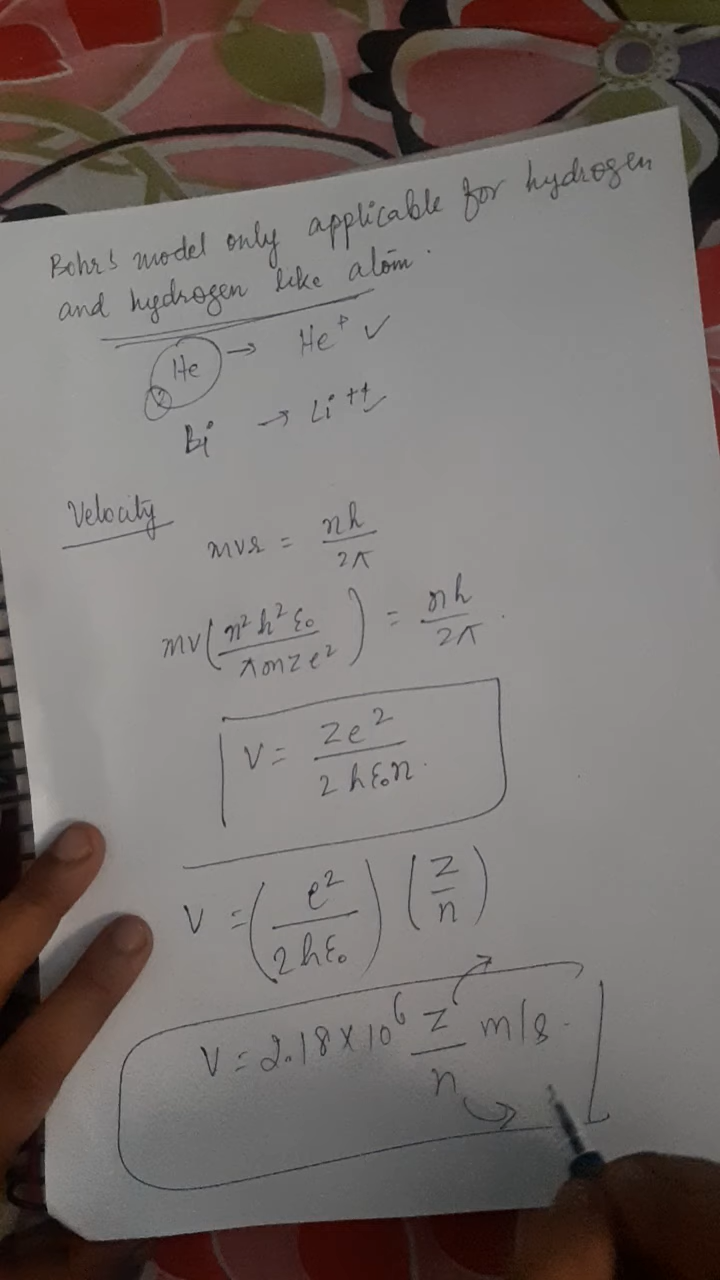 Bohr's model only applicable for hydrogen
and hydrogen like atom.
He → He⁺ ✓
→ Li⁺⁺ ✓
Velocity
mvr = nh/2π
mv(n²h²ε₀/πmze²) = nh/2π.
V = Ze²/2hε₀n.
V = (e²/2hε₀) (Z/n)
V = 2.18×10⁶ Z/n m/s.